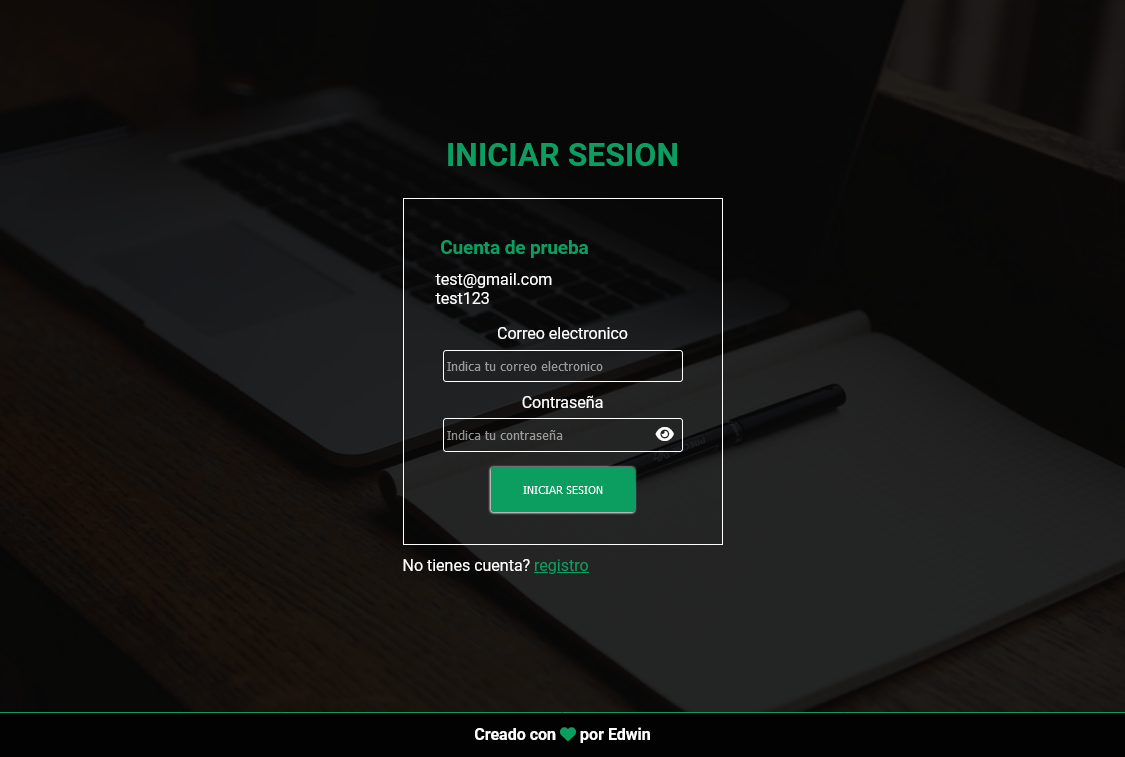 INICIAR SESION
Cuenta de prueba
test@gmail.com
test123
Correo electronico
Indica tu correo electronico
Contraseña
Indica tu contraseña
INICIAR SESION
No tienes cuenta? registro
Creado con por Edwin